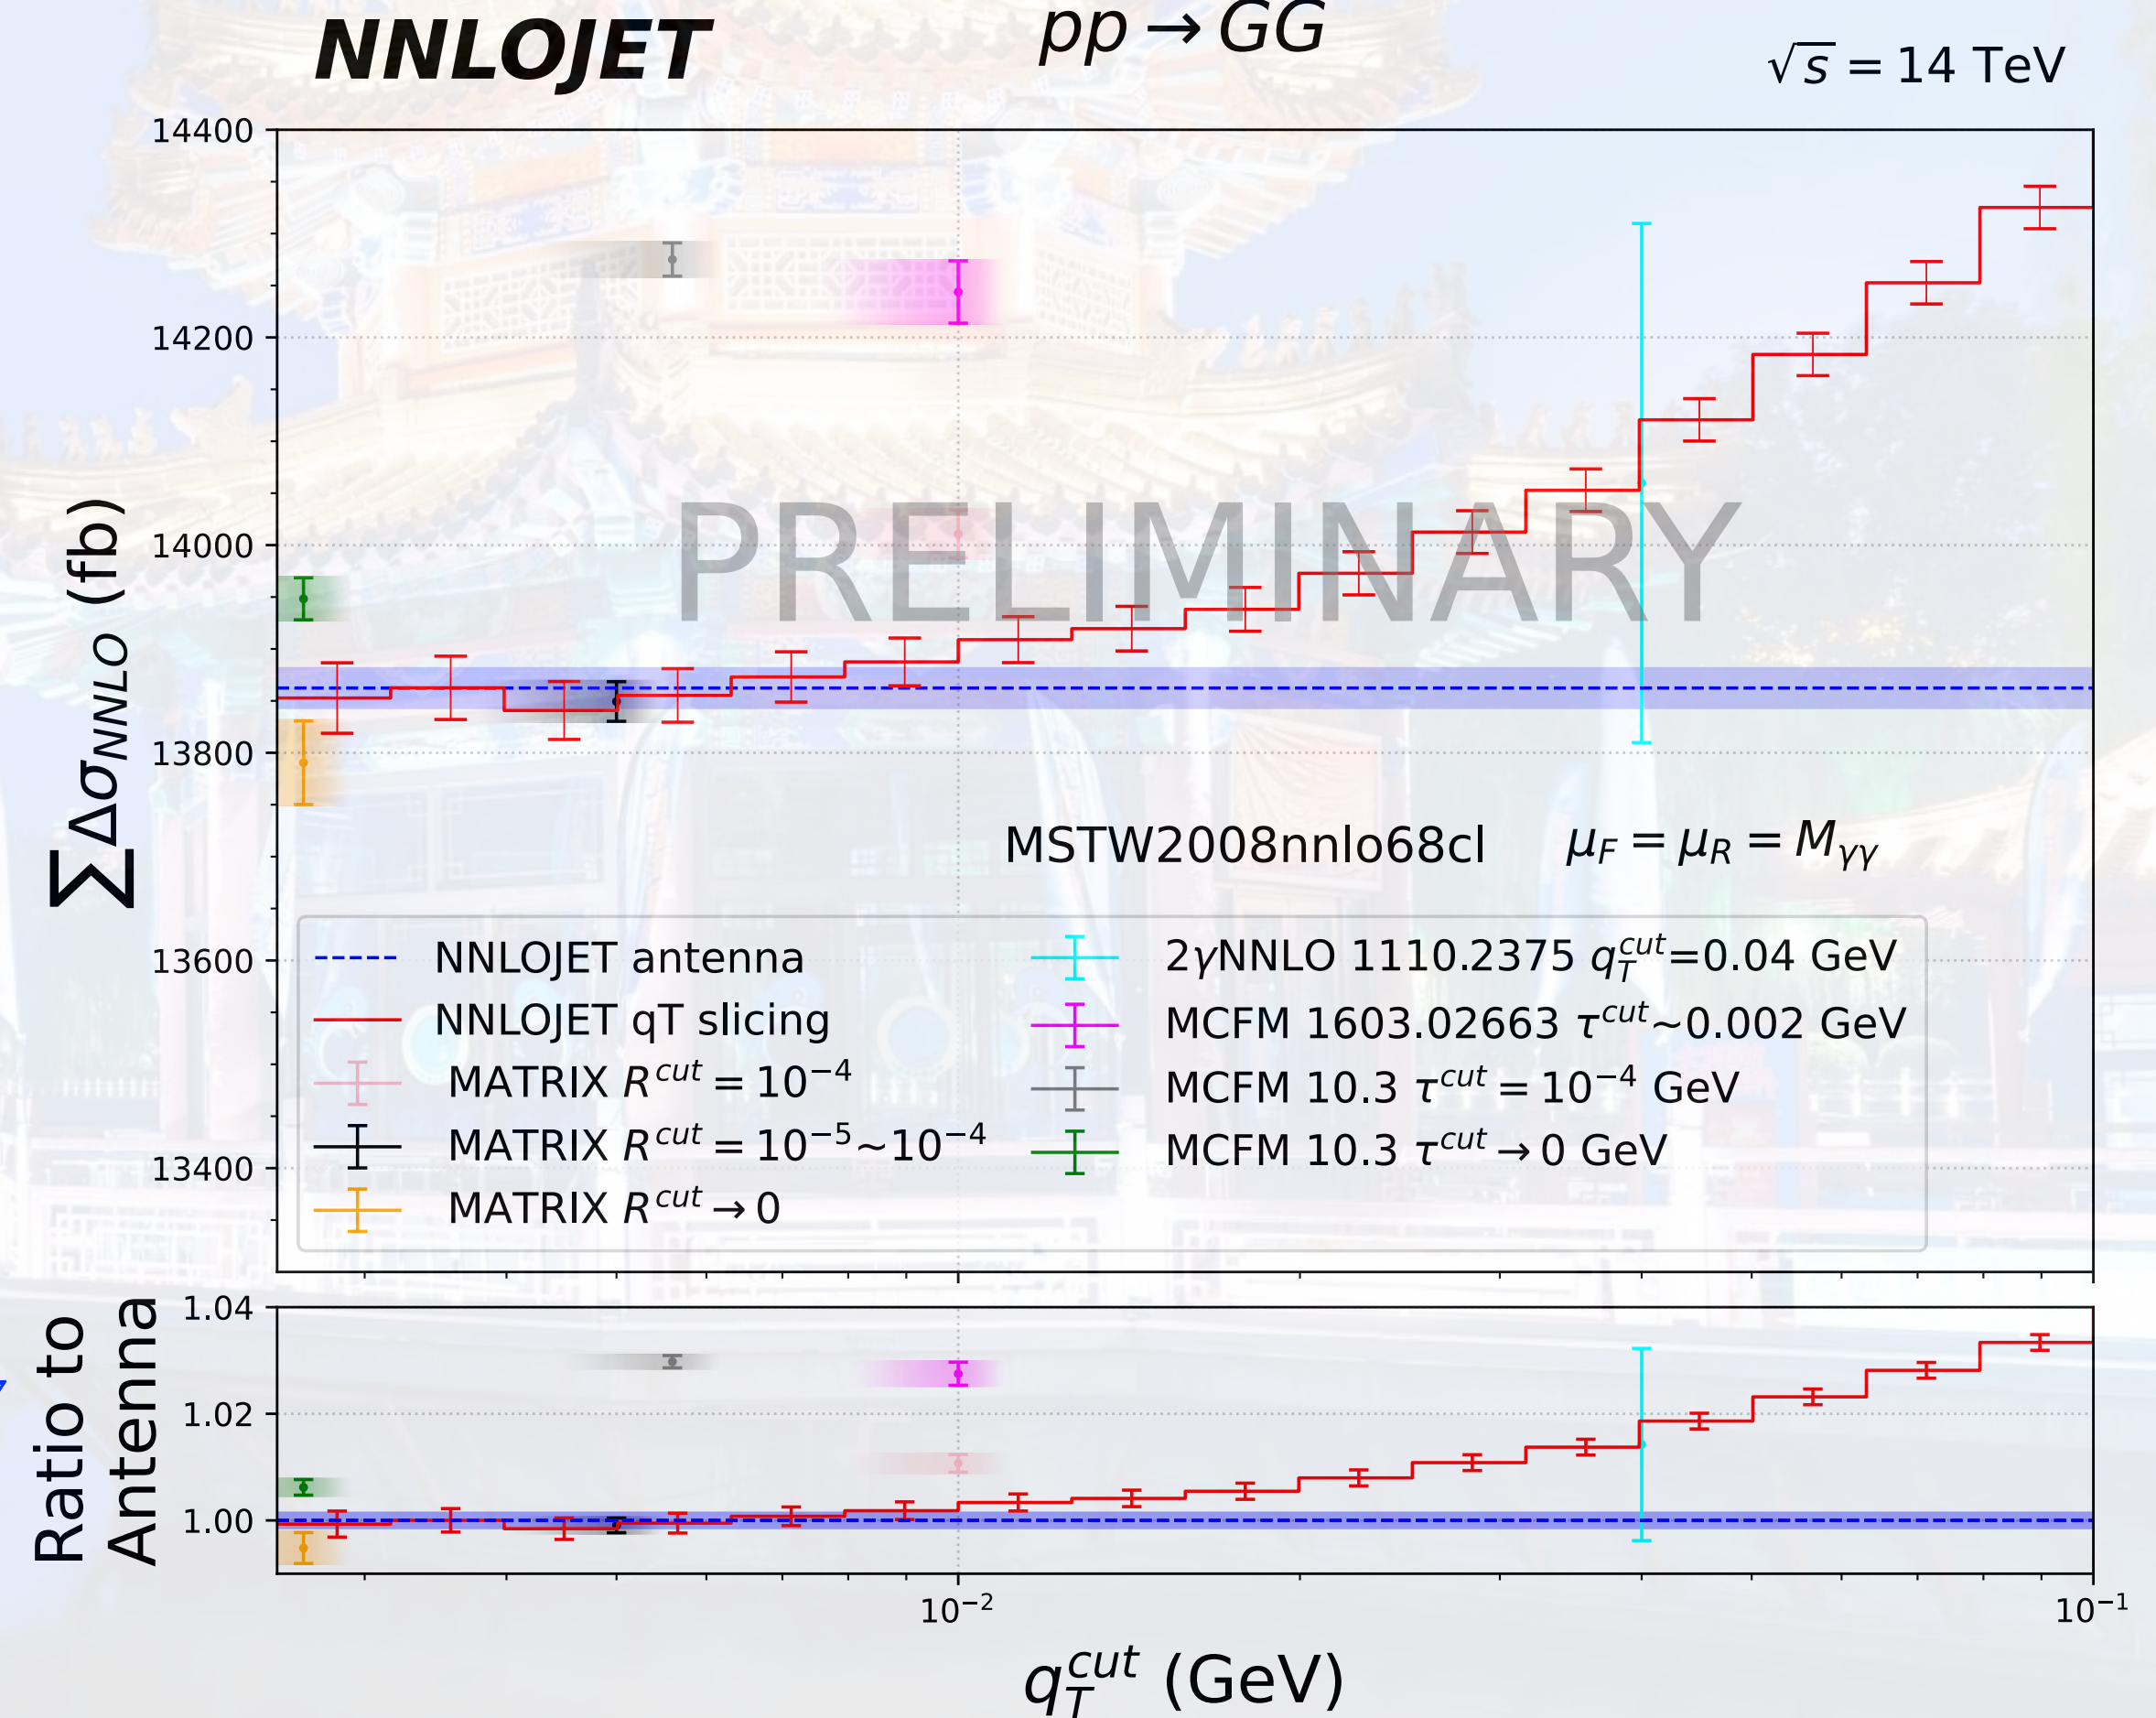 NNLOJET
pp → GG
√s = 14 TeV
14400
14200
14000
13800
13600
13400
∑Δσ_NNLO (fb)
PRELIMINARY
MSTW2008nnlo68cl
μ_F = μ_R = M_γγ
NNLOJET antenna
NNLOJET qT slicing
MATRIX R^cut = 10^−4
MATRIX R^cut = 10^−5~10^−4
MATRIX R^cut → 0
2γNNLO 1110.2375 q_T^cut=0.04 GeV
MCFM 1603.02663 τ^cut~0.002 GeV
MCFM 10.3 τ^cut = 10^−4 GeV
MCFM 10.3 τ^cut → 0 GeV
1.04
1.02
1.00
Ratio to
Antenna
10^−2
10^−1
q_T^cut (GeV)